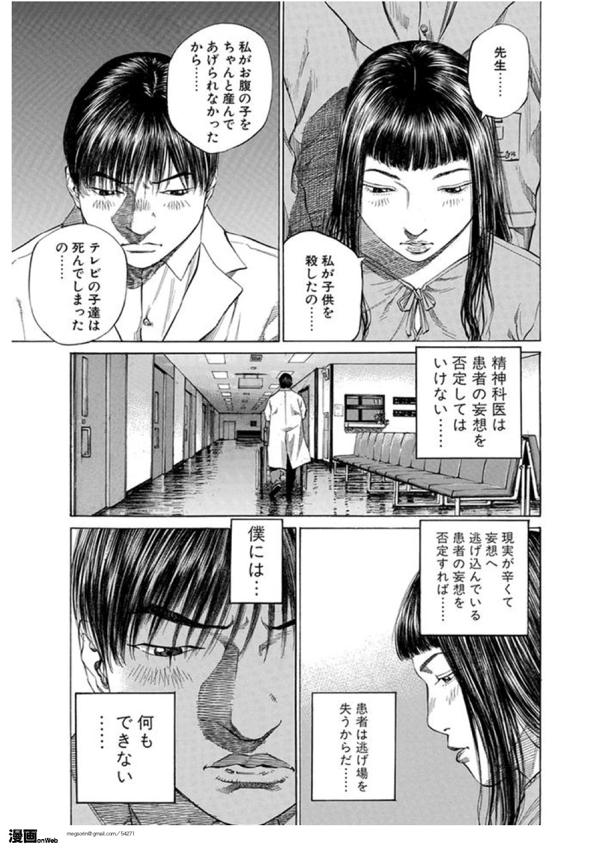 先生……
私が子供を
殺したの……
私がお腹の子を
ちゃんと産んで
あげられなかった
から……
テレビの子達は
死んでしまった
の……
精神科医は
患者の妄想を
否定しては
いけない……
現実が辛くて
妄想へ
逃げ込んでいる
患者の妄想を
否定すれば……
患者は逃げ場を
失うからだ……
僕には…
何も
できない
……
漫画onWeb
megaorin@gmail.com/54271